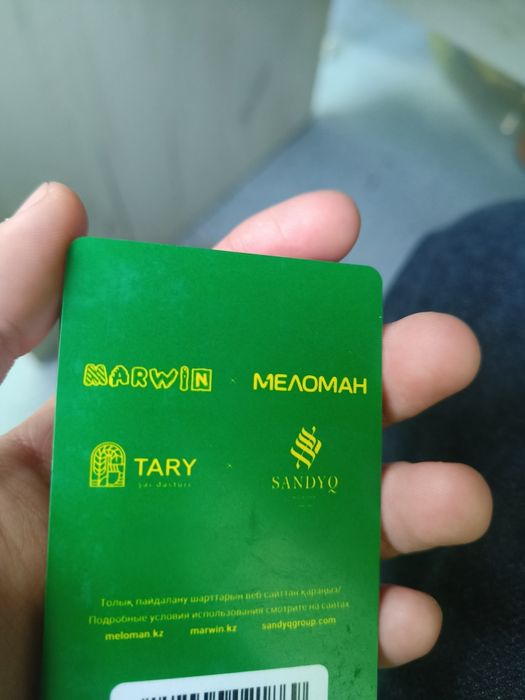 MARWIN × МЕЛОМАН
TARY × SANDYQ
Толық пайдалану шарттарын веб сайттан қараңыз/
Подробные условия использования смотрите на сайтах
meloman.kz marwin.kz sandyqgroup.com